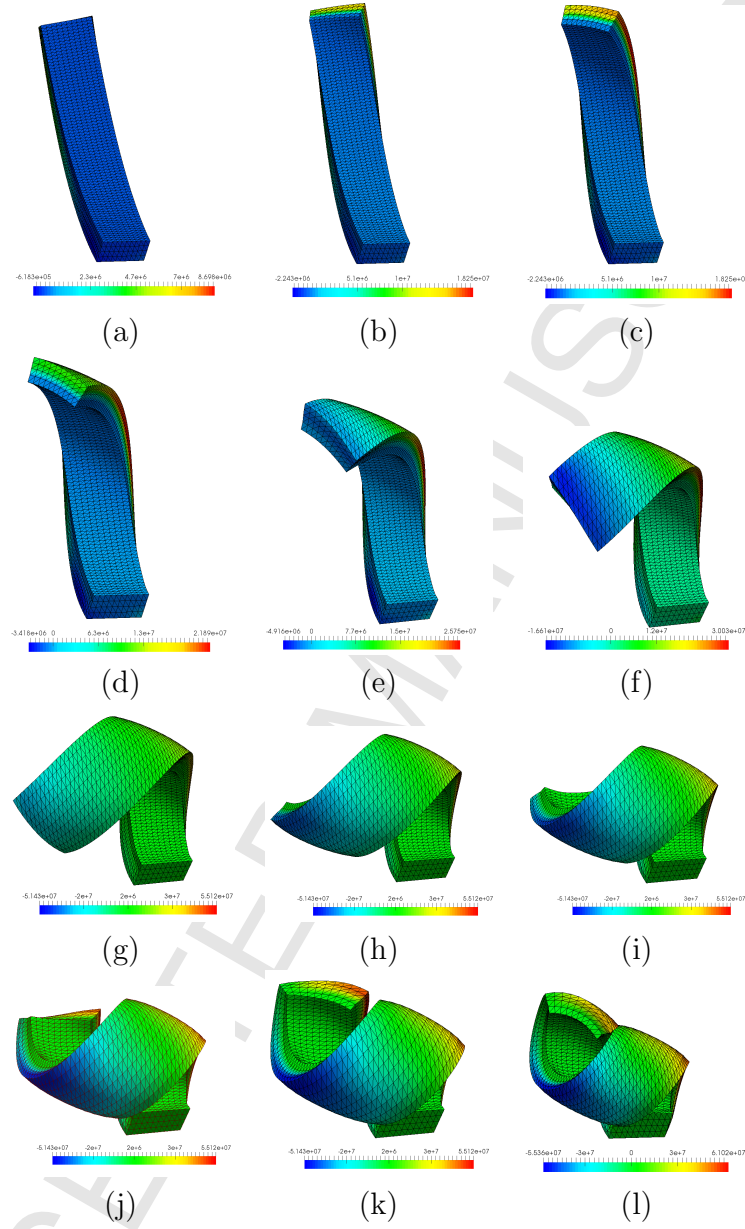 -6.183e+05 2.3e+6 4.7e+6 7e+6 8.698e+06
-2.243e+06 5.1e+6 1e+7 1.825e+07
-2.243e+06 5.1e+6 1e+7 1.825e+0
(a)
(b)
(c)
-3.418e+06 0 6.3e+6 1.3e+7 2.189e+07
-4.916e+06 0 7.7e+6 1.5e+7 2.575e+07
-1.661e+07 0 1.2e+7 3.003e+07
(d)
(e)
(f)
-5.143e+07 -2e+7 2e+6 3e+7 5.512e+07
-5.143e+07 -2e+7 2e+6 3e+7 5.512e+07
-5.143e+07 -2e+7 2e+6 3e+7 5.512e+07
(g)
(h)
(i)
-5.143e+07 -2e+7 2e+6 3e+7 5.512e+07
-5.143e+07 -2e+7 2e+6 3e+7 5.512e+07
-5.536e+07 -3e+7 0 3e+7 6.102e+07
(j)
(k)
(l)